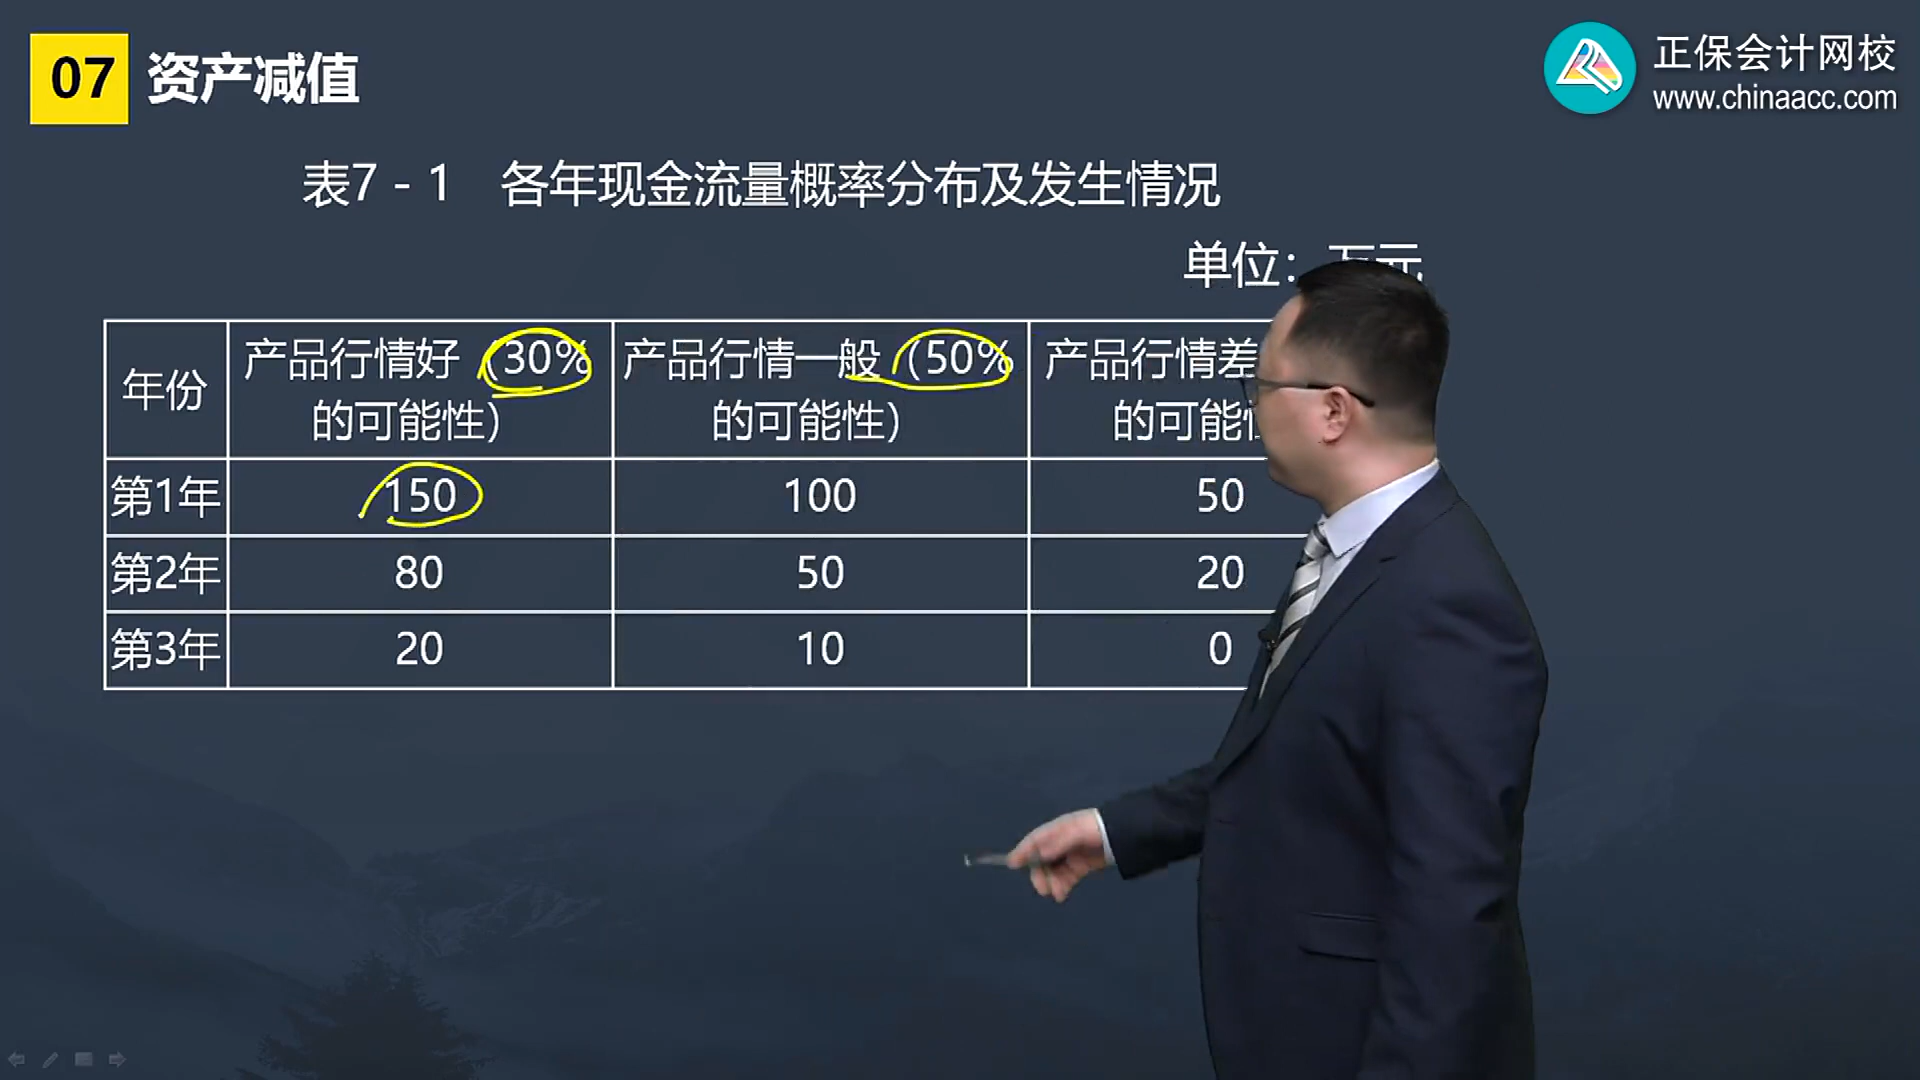 07 资产减值
正保会计网校
www.chinaacc.com
表7-1 各年现金流量概率分布及发生情况
单位：万元
年份
产品行情好（30%
的可能性）
产品行情一般（50%
的可能性）
产品行情差
的可能
第1年 150 100 50
第2年 80 50 20
第3年 20 10 0